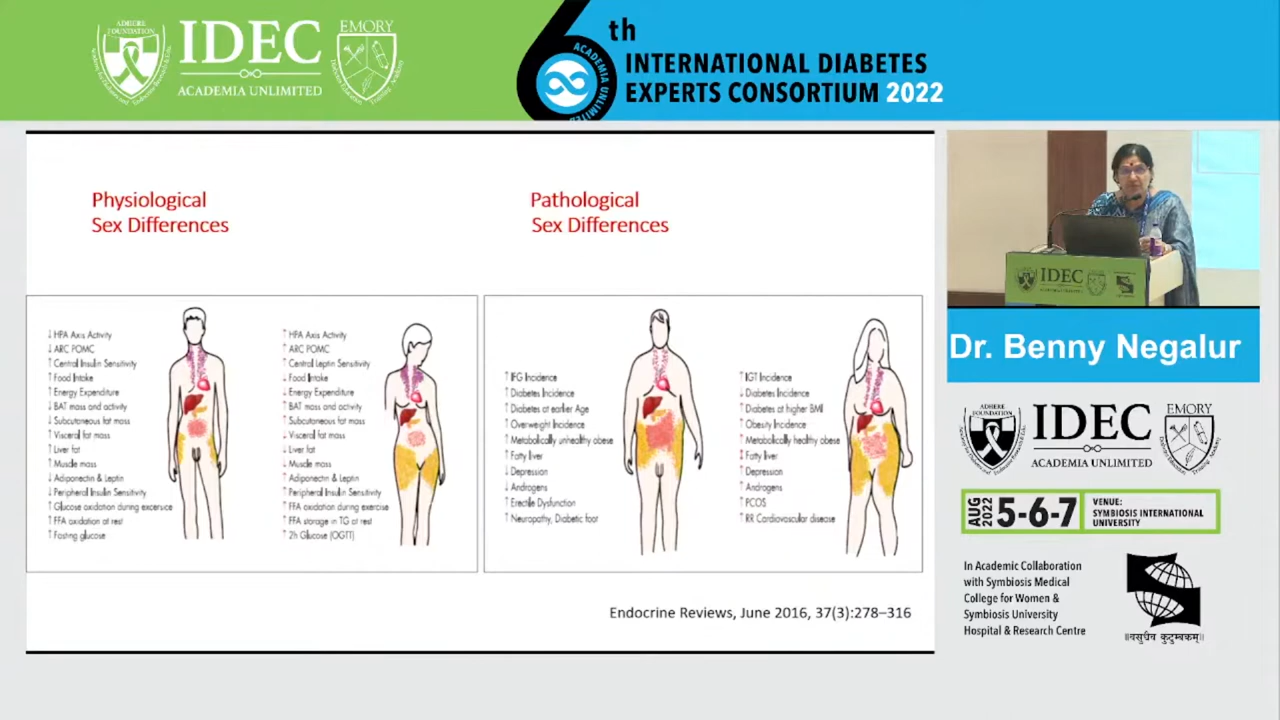 ADHERE
FOUNDATION
IDEC
ACADEMIA UNLIMITED
EMORY
6th
ACADEMIA UNLIMITED
INTERNATIONAL DIABETES
EXPERTS CONSORTIUM 2022
Physiological
Sex Differences
Pathological
Sex Differences
↓ HPA Axis Activity
↓ ARC POMC
↑ Central Insulin Sensitivity
↑ Food Intake
↑ Energy Expenditure
↓ BAT mass and activity
↓ Subcutaneous fat mass
↑ Visceral fat mass
↑ Liver fat
↑ Muscle mass
↓ Adiponectin & Leptin
↓ Peripheral Insulin Sensitivity
↑ Glucose oxidation during excercuce
↑ FFA oxidation at rest
↑ Fasting glucose
↑ HPA Axis Activity
↑ ARC POMC
↑ Central Leptin Sensitivity
↓ Food Intake
↓ Energy Expenditure
↑ BAT mass and activity
↑ Subcutaneous fat mass
↓ Visceral fat mass
↓ Liver fat
↓ Muscle mass
↑ Adiponectin & Leptin
↑ Peripheral Insulin Sensitivity
↑ FFA oxidation during exercise
↑ FFA storage in TG at rest
↑ 2h Glucose (OGTT)
↑ IFG Incidence
↑ Diabetes Incidence
↑ Diabetes at earlier Age
↑ Overweight Incidence
↑ Metabolically unhealthy obese
↑ Fatty liver
↓ Depression
↓ Androgens
↑ Erectile Dysfunction
↑ Neuropathy, Diabetic foot
↑ IGT Incidence
↓ Diabetes Incidence
↑ Diabetes at higher BMI
↑ Obesity Incidence
↑ Metabolically healthy obese
↓ Fatty liver
↑ Depression
↑ Androgens
↑ PCOS
↑ RR Cardiovascular disease
Endocrine Reviews, June 2016, 37(3):278–316
IDEC
Dr. Benny Negalur
ADHERE
FOUNDATION
IDEC
ACADEMIA UNLIMITED
EMORY
AUG
2022
5-6-7
VENUE:
SYMBIOSIS INTERNATIONAL
UNIVERSITY
In Academic Collaboration
with Symbiosis Medical
College for Women &
Symbiosis University
Hospital & Research Centre
॥वसुधैव कुटुम्बकम्॥